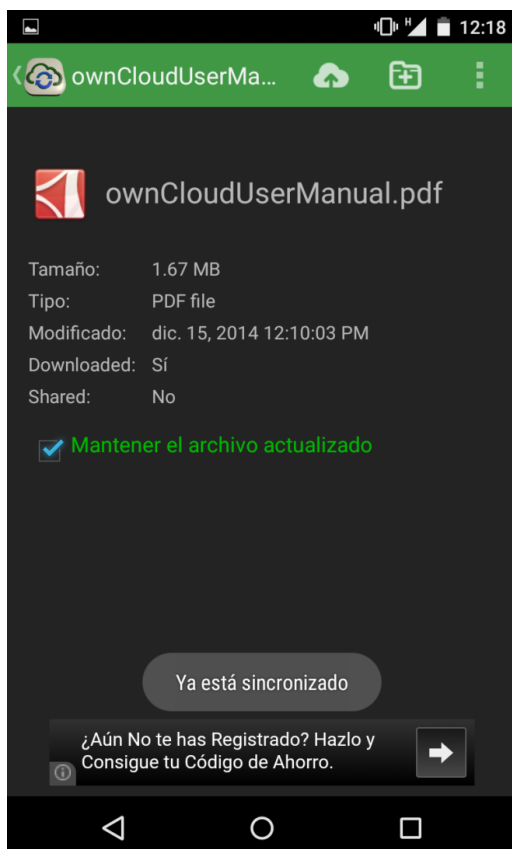 H 12:18
ownCloudUserMa...
ownCloudUserManual.pdf
Tamaño: 1.67 MB
Tipo: PDF file
Modificado: dic. 15, 2014 12:10:03 PM
Downloaded: Sí
Shared: No
Mantener el archivo actualizado
Ya está sincronizado
¿Aún No te has Registrado? Hazlo y
Consigue tu Código de Ahorro.